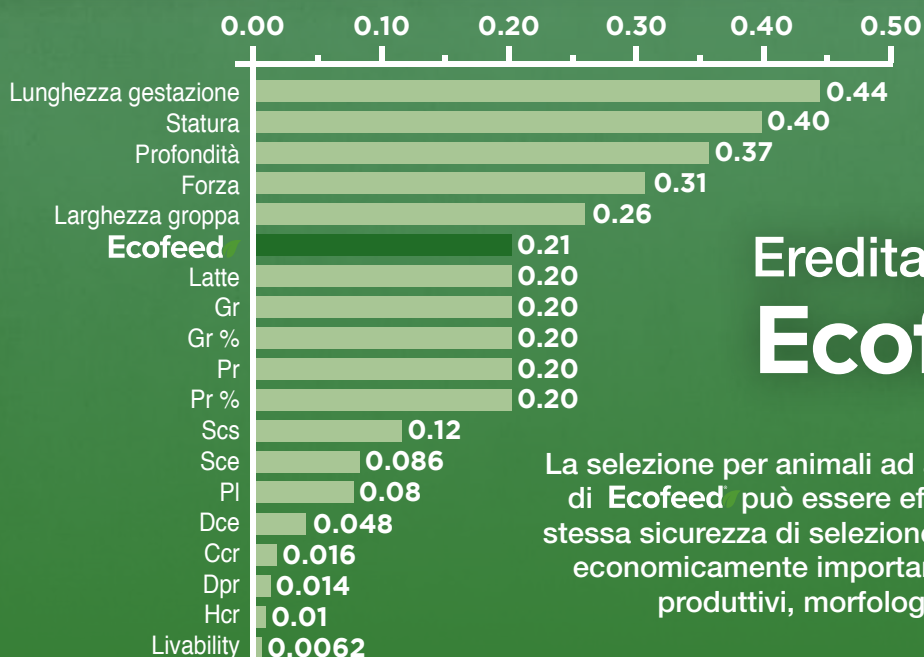 0.00 0.10 0.20 0.30 0.40 0.50
Lunghezza gestazione 0.44
Statura 0.40
Profondità 0.37
Forza 0.31
Larghezza groppa 0.26
Ecofeed 0.21
Latte 0.20
Gr 0.20
Gr % 0.20
Pr 0.20
Pr % 0.20
Scs 0.12
Sce 0.086
Pl 0.08
Dce 0.048
Ccr 0.016
Dpr 0.014
Hcr 0.01
Livability 0.0062
La selezione per animali ad
di Ecofeed può essere
stessa sicurezza di
economicamente
produttivi,